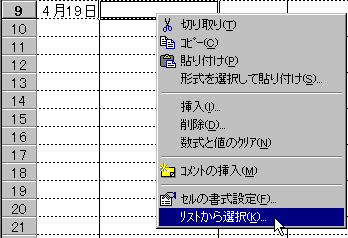 9 4月19日
10
11
12
13
14
15
16
17
18
19
20
21
切り取り(T)
コピー(C)
貼り付け(P)
形式を選択して貼り付け(S)...
挿入(I)...
削除(D)...
数式と値のクリア(N)
コメントの挿入(M)
セルの書式設定(F)...
リストから選択(K)...